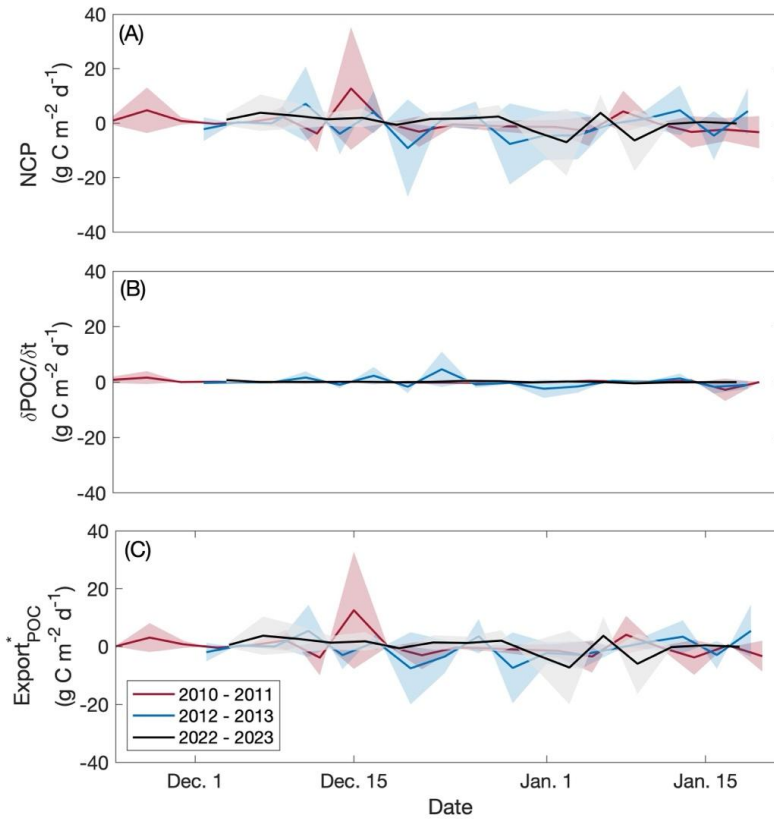 (A)
40
20
0
-20
-40
NCP
(g C m⁻² d⁻¹)
(B)
40
20
0
-20
-40
δPOC/δt
(g C m⁻² d⁻¹)
(C)
40
20
0
-20
-40
Export*POC
(g C m⁻² d⁻¹)
2010 - 2011
2012 - 2013
2022 - 2023
Dec. 1 Dec. 15 Jan. 1 Jan. 15
Date